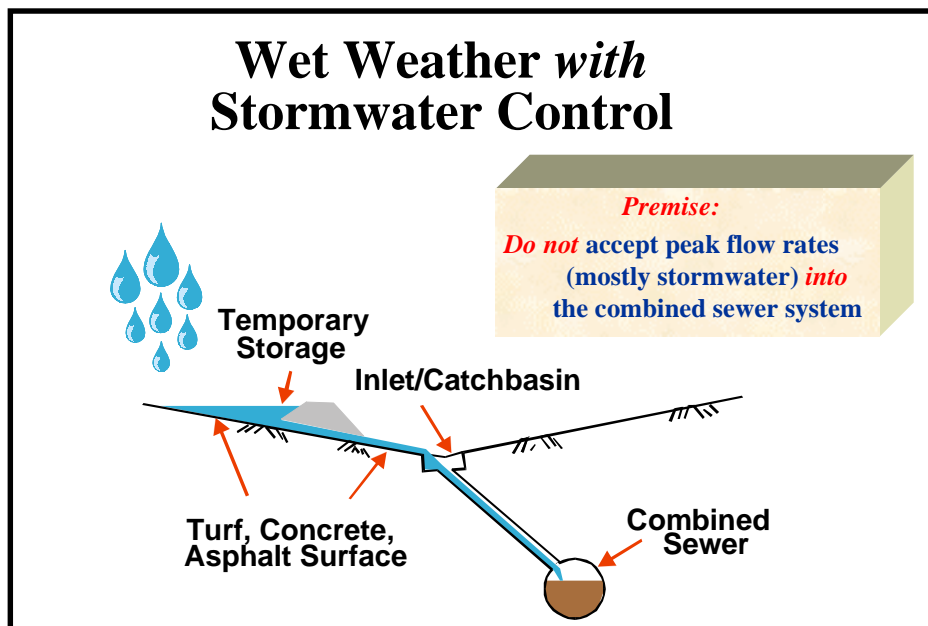 Wet Weather with
Stormwater Control
Premise:
Do not accept peak flow rates
(mostly stormwater) into
the combined sewer system
Temporary
Storage
Inlet/Catchbasin
Turf, Concrete,
Asphalt Surface
Combined
Sewer